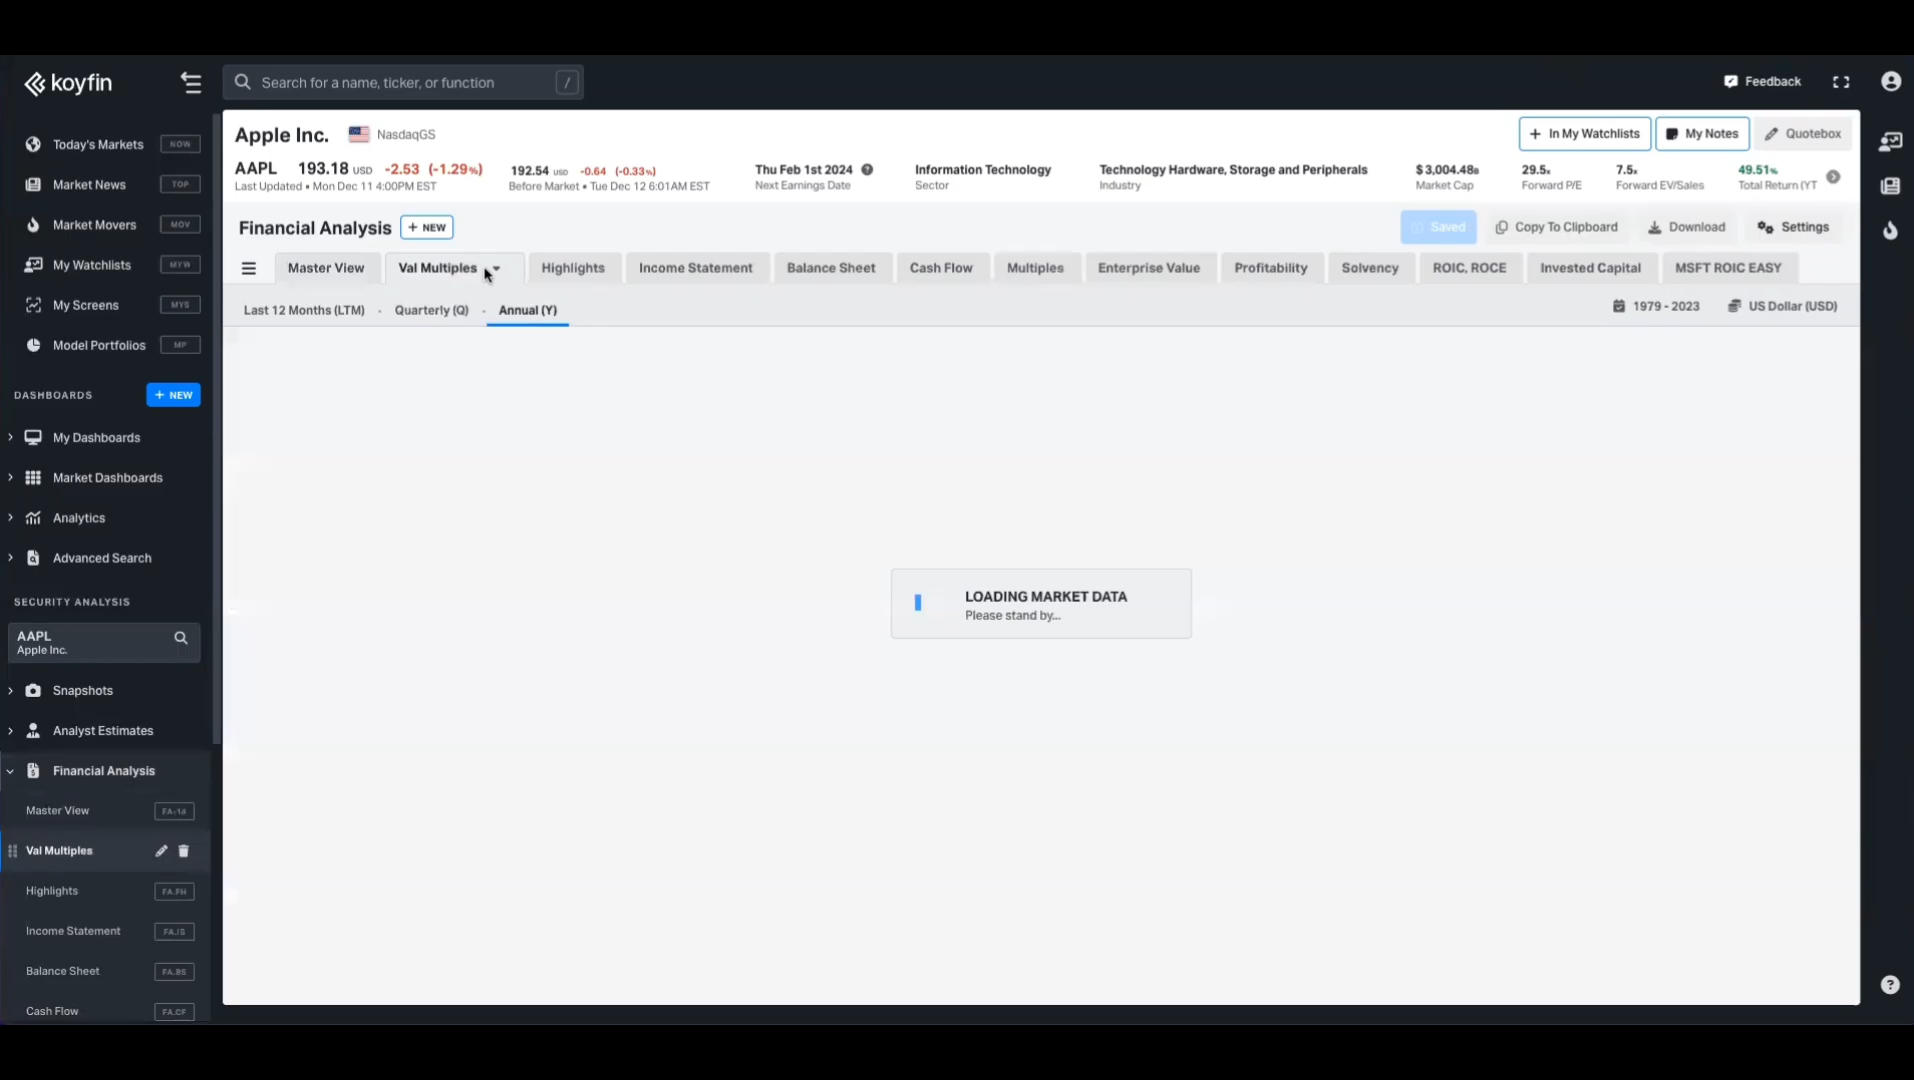 koyfin
Search for a name, ticker, or function /
Feedback
Today's Markets NOW
Market News TOP
Market Movers MOV
My Watchlists MYW
My Screens MYS
Model Portfolios MP
DASHBOARDS + NEW
My Dashboards
Market Dashboards
Analytics
Advanced Search
SECURITY ANALYSIS
AAPL
Apple Inc.
Snapshots
Analyst Estimates
Financial Analysis
Master View
Val Multiples
Highlights FA.FH
Income Statement FA.IS
Balance Sheet FA.BS
Cash Flow FA.CF
Apple Inc. NasdaqGS
+ In My Watchlists My Notes Quotebox
AAPL 193.18 USD -2.53 (-1.29%) 192.54 USD -0.64 (-0.33%) Thu Feb 1st 2024 Information Technology Technology Hardware, Storage and Peripherals $ 3,004.48B 29.5x 7.5x 49.51%
Last Updated • Mon Dec 11 4:00PM EST Before Market • Tue Dec 12 6:01AM EST Next Earnings Date Sector Industry Market Cap Forward P/E Forward EV/Sales Total Return (YT
Financial Analysis + NEW Saved Copy To Clipboard Download Settings
Master View Val Multiples Highlights Income Statement Balance Sheet Cash Flow Multiples Enterprise Value Profitability Solvency ROIC, ROCE Invested Capital MSFT ROIC EASY
Last 12 Months (LTM) · Quarterly (Q) · Annual (Y) 1979 - 2023 US Dollar (USD)
LOADING MARKET DATA
Please stand by...
?